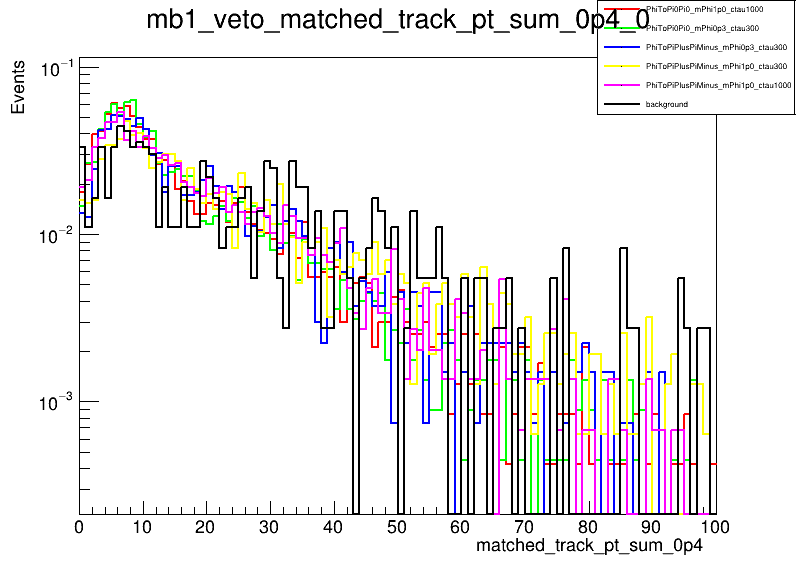 mb1_veto_matched_track_pt_sum_0p4_0
PhiToPi0Pi0_mPhi1p0_ctau1000
PhiToPi0Pi0_mPhi0p3_ctau300
PhiToPiPlusPiMinus_mPhi0p3_ctau300
PhiToPiPlusPiMinus_mPhi1p0_ctau300
PhiToPiPlusPiMinus_mPhi1p0_ctau1000
background
Events
10⁻¹
10⁻²
10⁻³
0 10 20 30 40 50 60 70 80 90 100
matched_track_pt_sum_0p4